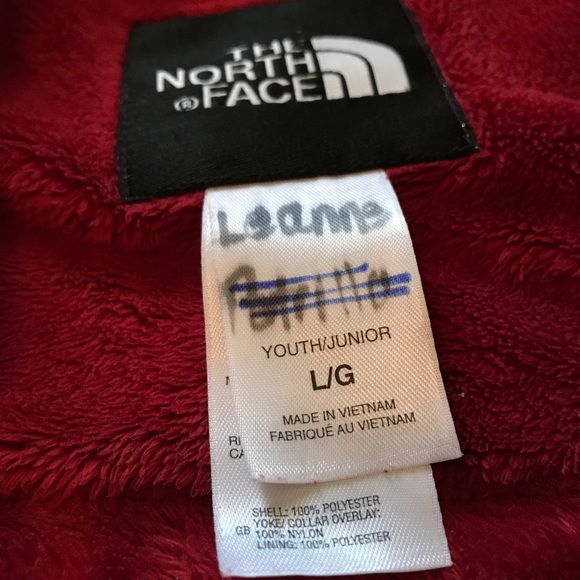 THE
NORTH
® FACE
Leanne
YOUTH/JUNIOR
L/G
MADE IN VIETNAM
FABRIQUÉ AU VIETNAM
SHELL: 100% POLYESTER
YOKE/ COLLAR OVERLAY:
GB 100% NYLON
LINING: 100% POLYESTER